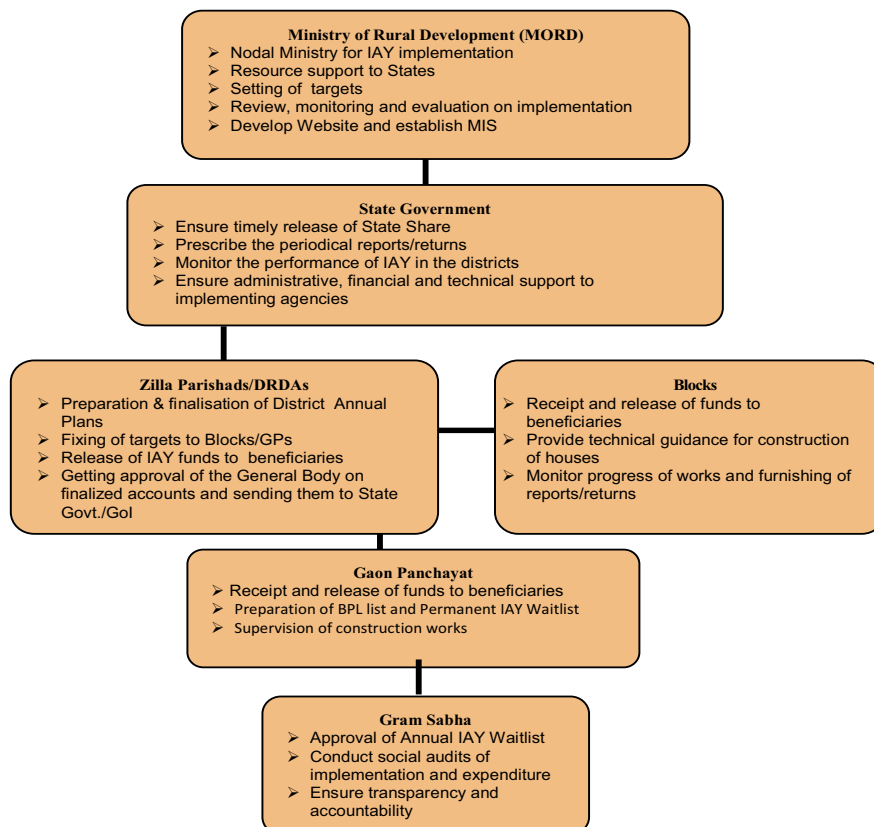 Ministry of Rural Development (MORD)
➢ Nodal Ministry for IAY implementation
➢ Resource support to States
➢ Setting of targets
➢ Review, monitoring and evaluation on implementation
➢ Develop Website and establish MIS
State Government
➢ Ensure timely release of State Share
➢ Prescribe the periodical reports/returns
➢ Monitor the performance of IAY in the districts
➢ Ensure administrative, financial and technical support to
implementing agencies
Zilla Parishads/DRDAs
➢ Preparation & finalisation of District Annual
Plans
➢ Fixing of targets to Blocks/GPs
➢ Release of IAY funds to beneficiaries
➢ Getting approval of the General Body on
finalized accounts and sending them to State
Govt./GoI
Blocks
➢ Receipt and release of funds to
beneficiaries
➢ Provide technical guidance for construction
of houses
➢ Monitor progress of works and furnishing of
reports/returns
Gaon Panchayat
➢ Receipt and release of funds to beneficiaries
➢ Preparation of BPL list and Permanent IAY Waitlist
➢ Supervision of construction works
Gram Sabha
➢ Approval of Annual IAY Waitlist
➢ Conduct social audits of
implementation and expenditure
➢ Ensure transparency and
accountability